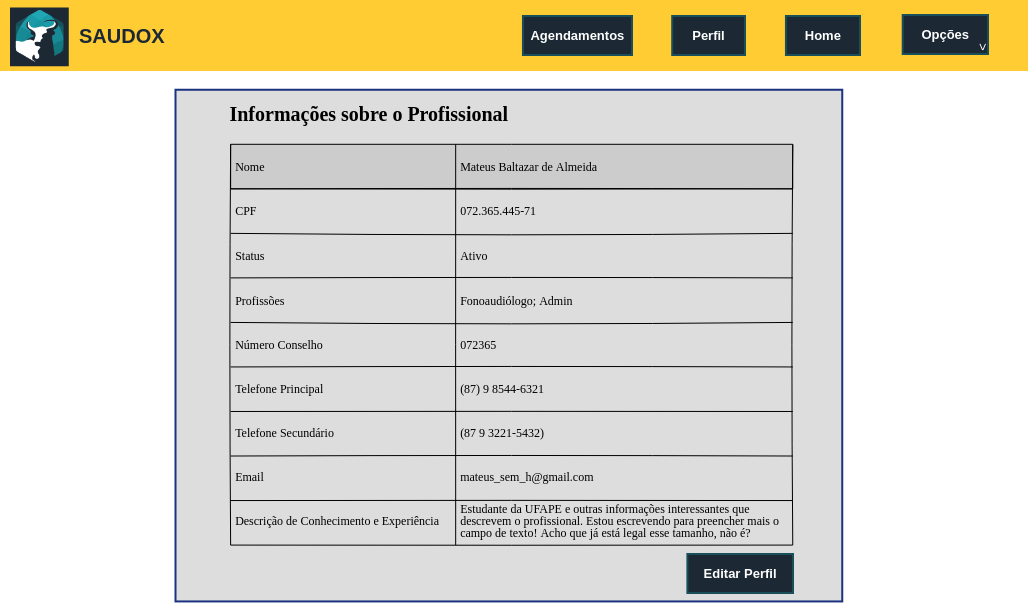 SAUDOX
Agendamentos
Perfil
Home
Opções
v
Informações sobre o Profissional
Nome
Mateus Baltazar de Almeida
CPF
072.365.445-71
Status
Ativo
Profissões
Fonoaudiólogo; Admin
Número Conselho
072365
Telefone Principal
(87) 9 8544-6321
Telefone Secundário
(87 9 3221-5432)
Email
mateus_sem_h@gmail.com
Descrição de Conhecimento e Experiência
Estudante da UFAPE e outras informações interessantes que
descrevem o profissional. Estou escrevendo para preencher mais o
campo de texto! Acho que já está legal esse tamanho, não é?
Editar Perfil